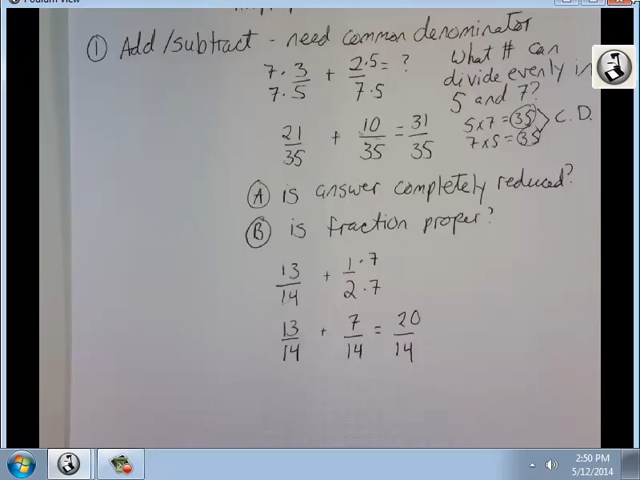 Podium View
① Add/subtract - need common denominator
7 · 3/7 · 5 + 2 · 5/7 · 5 = ?
What # can
divide evenly in
5 and 7?
5 x 7 = 35
7 x 5 = 35
C.D.
21/35 + 10/35 = 31/35
Ⓐ is answer completely reduced?
Ⓑ is fraction proper?
13/14 + 1 · 7/2 · 7
13/14 + 7/14 = 20/14
2:50 PM
5/12/2014